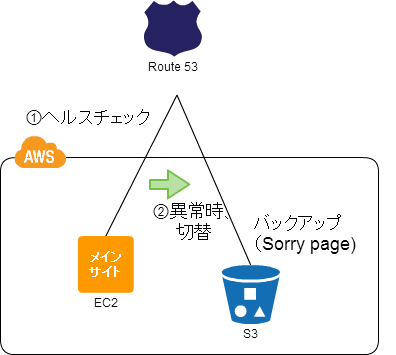 Route 53
①ヘルスチェック
AWS
②異常時、
切替
バックアップ
（Sorry page)
メイン
サイト
EC2
S3